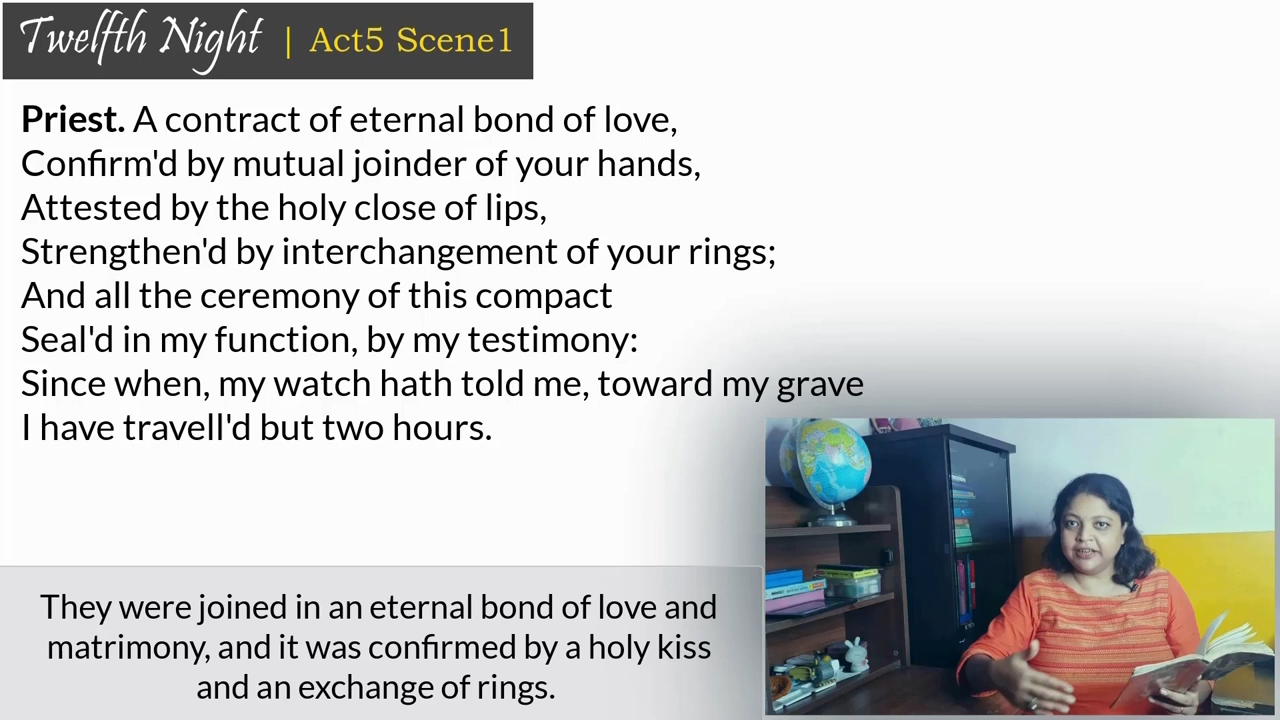 Twelfth Night | Act5 Scene1
Priest. A contract of eternal bond of love,
Confirm'd by mutual joinder of your hands,
Attested by the holy close of lips,
Strengthen'd by interchangement of your rings;
And all the ceremony of this compact
Seal'd in my function, by my testimony:
Since when, my watch hath told me, toward my grave
I have travell'd but two hours.
They were joined in an eternal bond of love and
matrimony, and it was confirmed by a holy kiss
and an exchange of rings.